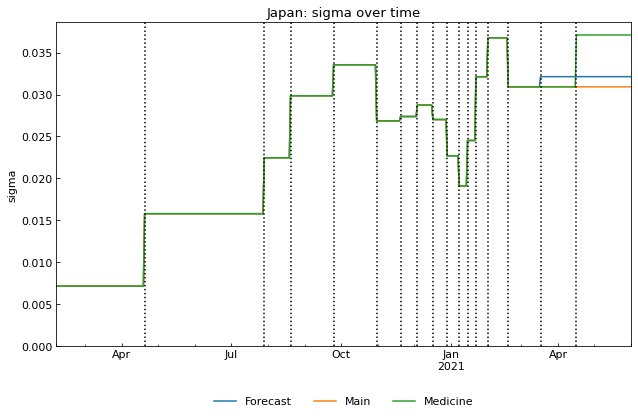 Japan: sigma over time
sigma
0.035
0.030
0.025
0.020
0.015
0.010
0.005
0.000
Apr
Jul
Oct
Jan
2021
Apr
Forecast
Main
Medicine